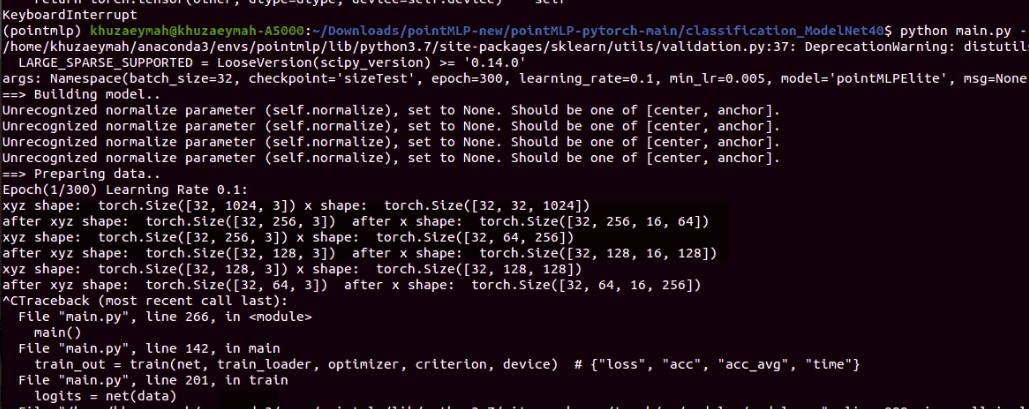 return torch.tensor(other, dtype=dtype, device=self.device) ** self
KeyboardInterrupt
(pointmlp) khuzaeymah@khuzaeymah-A5000:~/Downloads/pointMLP-new/pointMLP-pytorch-main/classification_ModelNet40$ python main.py -
/home/khuzaeymah/anaconda3/envs/pointmlp/lib/python3.7/site-packages/sklearn/utils/validation.py:37: DeprecationWarning: distutils
  LARGE_SPARSE_SUPPORTED = LooseVersion(scipy_version) >= '0.14.0'
args: Namespace(batch_size=32, checkpoint='sizeTest', epoch=300, learning_rate=0.1, min_lr=0.005, model='pointMLPElite', msg=None
==> Building model..
Unrecognized normalize parameter (self.normalize), set to None. Should be one of [center, anchor].
Unrecognized normalize parameter (self.normalize), set to None. Should be one of [center, anchor].
Unrecognized normalize parameter (self.normalize), set to None. Should be one of [center, anchor].
Unrecognized normalize parameter (self.normalize), set to None. Should be one of [center, anchor].
==> Preparing data..
Epoch(1/300) Learning Rate 0.1:
xyz shape:  torch.Size([32, 1024, 3]) x shape:  torch.Size([32, 32, 1024])
after xyz shape:  torch.Size([32, 256, 3])  after x shape:  torch.Size([32, 256, 16, 64])
xyz shape:  torch.Size([32, 256, 3]) x shape:  torch.Size([32, 64, 256])
after xyz shape:  torch.Size([32, 128, 3])  after x shape:  torch.Size([32, 128, 16, 128])
xyz shape:  torch.Size([32, 128, 3]) x shape:  torch.Size([32, 128, 128])
after xyz shape:  torch.Size([32, 64, 3])  after x shape:  torch.Size([32, 64, 16, 256])
^CTraceback (most recent call last):
  File "main.py", line 266, in <module>
    main()
  File "main.py", line 142, in main
    train_out = train(net, train_loader, optimizer, criterion, device)  # {"loss", "acc", "acc_avg", "time"}
  File "main.py", line 201, in train
    logits = net(data)